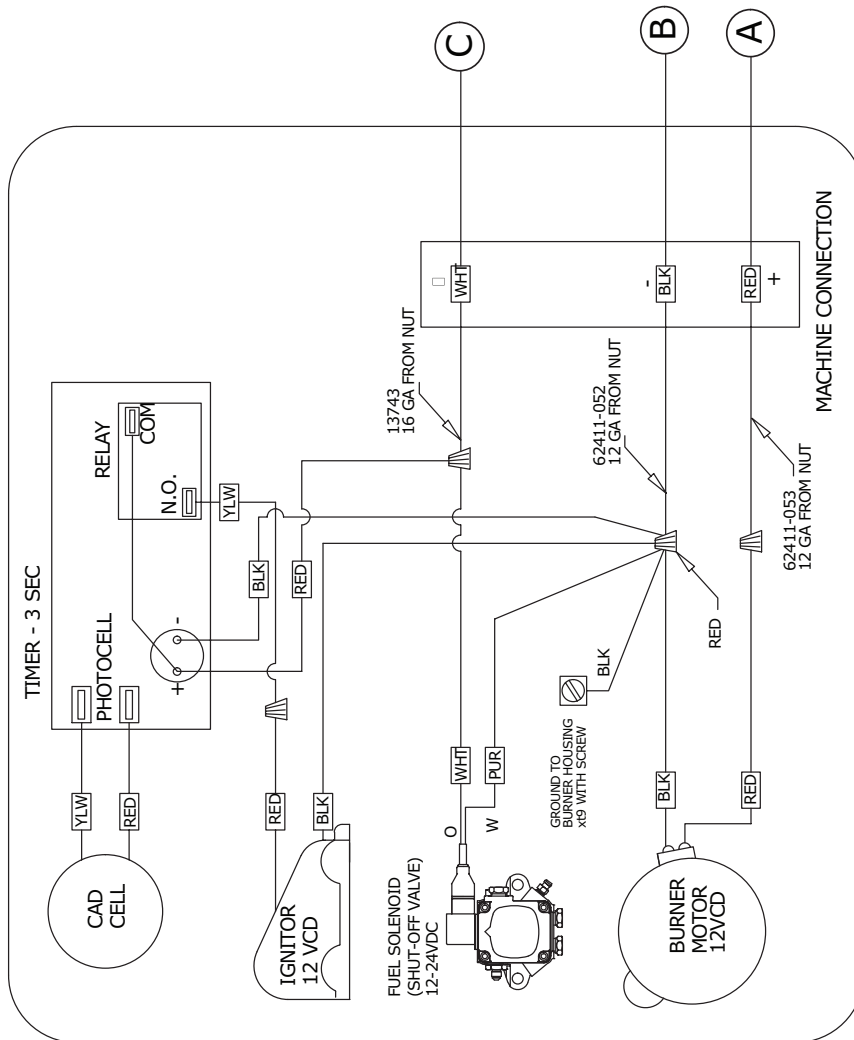 C
B
A
MACHINE CONNECTION
WHT
-
BLK
RED
+
13743
16 GA FROM NUT
62411-052
12 GA FROM NUT
62411-053
12 GA FROM NUT
TIMER - 3 SEC
RELAY
COM
N.O.
YLW
BLK
RED
PHOTOCELL
+
-
YLW
RED
CAD
CELL
RED
BLK
IGNITOR
12 VCD
WHT
PUR
O
W
FUEL SOLENOID
(SHUT-OFF VALVE)
12-24VDC
BLK
GROUND TO
BURNER HOUSING
xt9 WITH SCREW
RED
BLK
RED
BURNER
MOTOR
12VCD